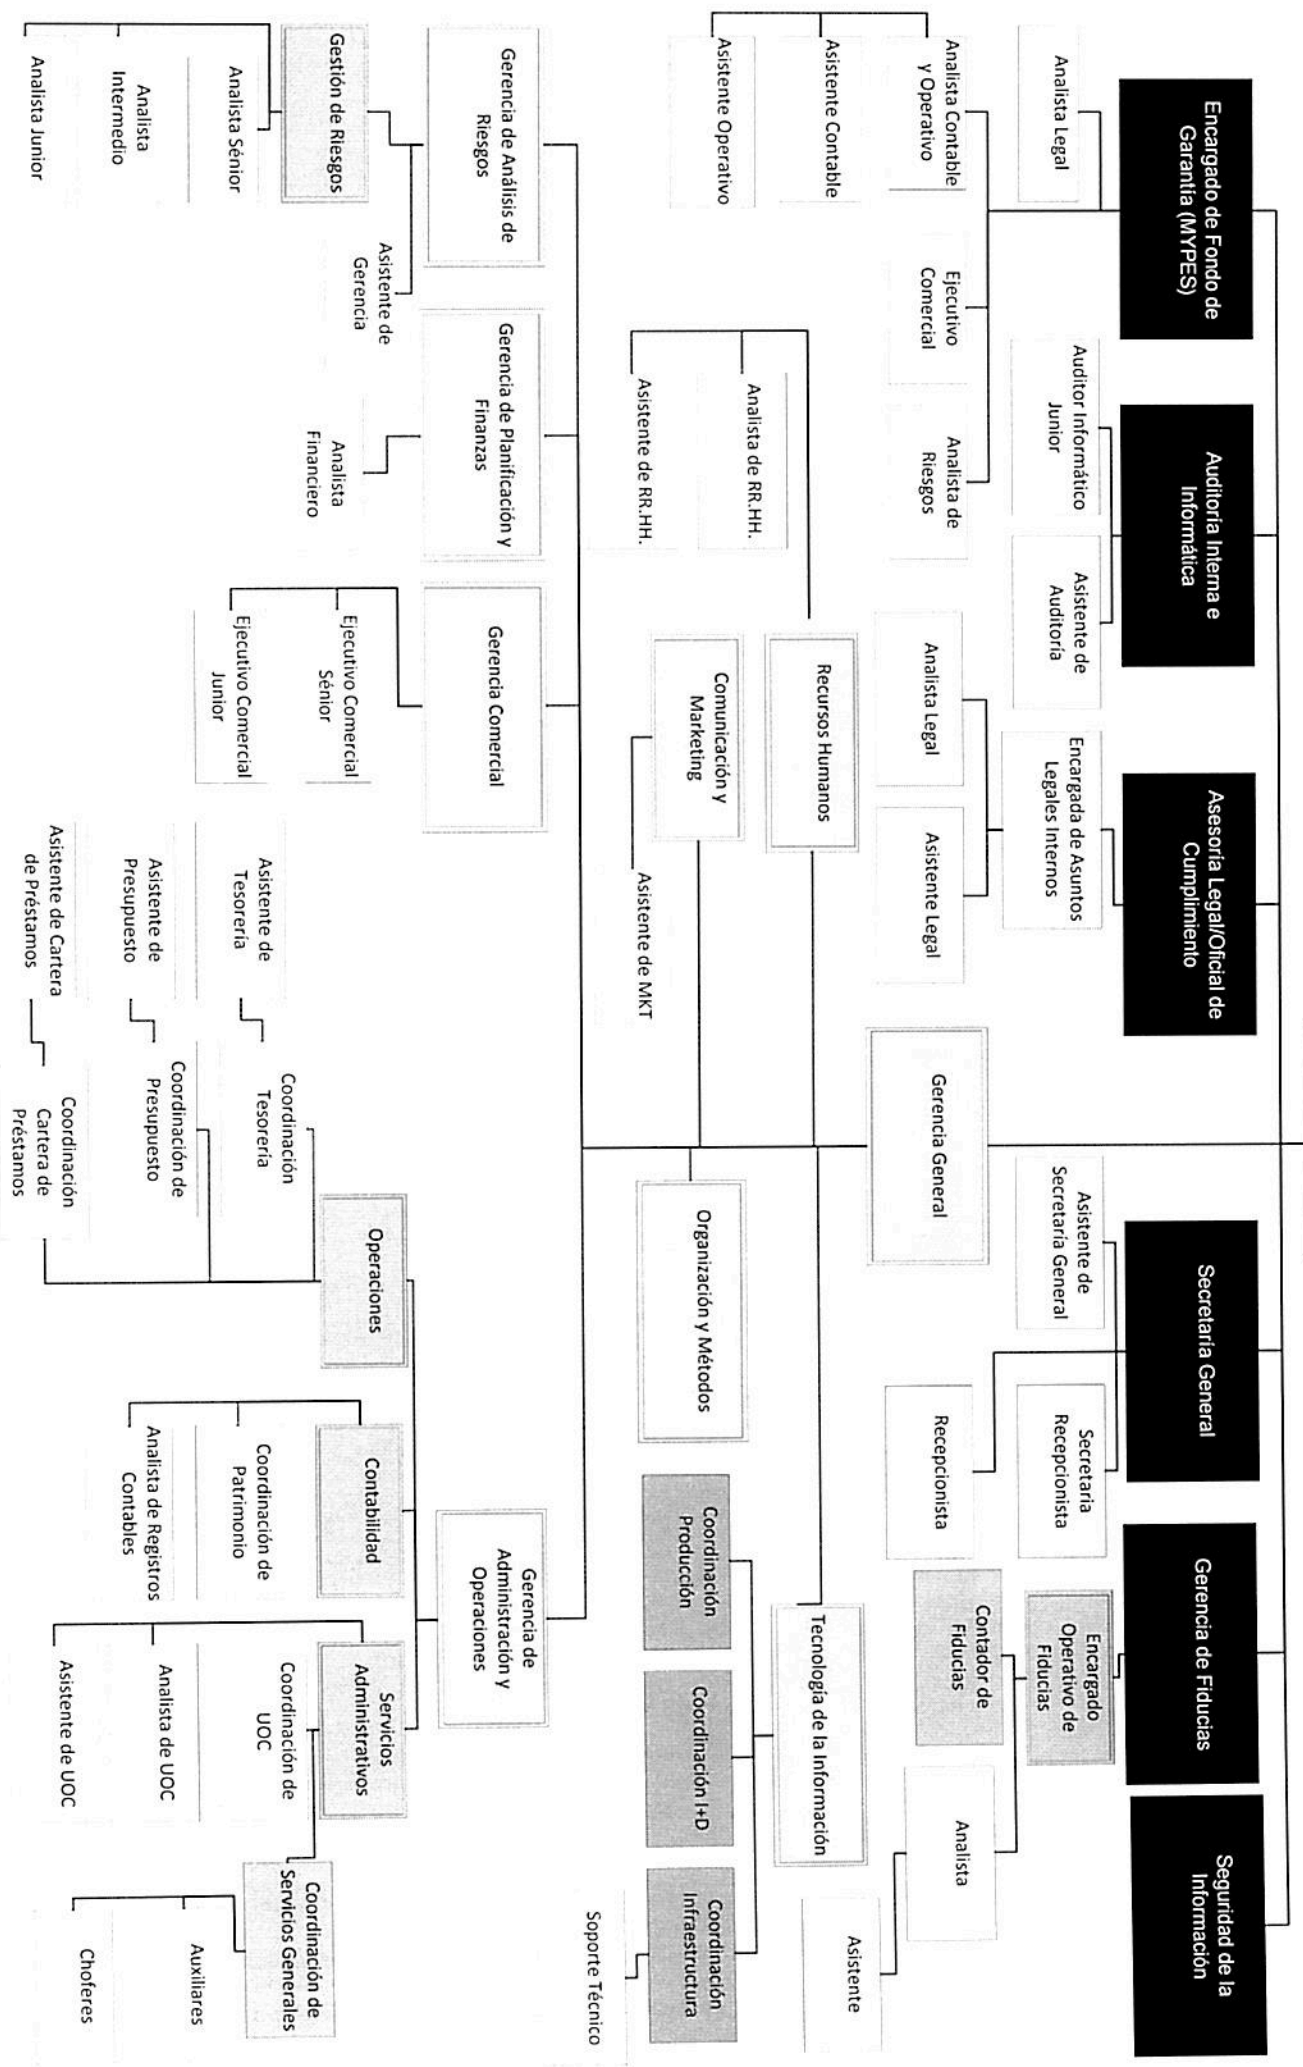 Encargado de Fondo de
Garantía (MYPES)
Auditoría Interna e
Informática
Asesoría Legal/Oficial de
Cumplimiento
Secretaría General
Gerencia de Fiducias
Seguridad de la
Información
Analista Legal
Auditor Informático
Junior
Asistente de
Auditoría
Encargada de Asuntos
Legales Internos
Asistente de
Secretaría General
Secretaria
Recepcionista
Encargado
Operativo de
Fiducias
Analista Contable
y Operativo
Ejecutivo
Comercial
Analista de
Riesgos
Analista Legal
Asistente Legal
Gerencia General
Recepcionista
Contador de
Fiducias
Analista
Asistente Contable
Asistente
Asistente Operativo
Recursos Humanos
Tecnología de la Información
Analista de RR.HH.
Asistente de RR.HH.
Comunicación y
Marketing
Asistente de MKT
Organización y Métodos
Coordinación
Producción
Coordinación I+D
Coordinación
Infraestructura
Soporte Técnico
Gerencia de Análisis de
Riesgos
Gerencia de Planificación y
Finanzas
Gerencia Comercial
Gerencia de
Administración y
Operaciones
Gestión de Riesgos
Asistente de
Gerencia
Analista
Financiero
Ejecutivo Comercial
Sénior
Ejecutivo Comercial
Junior
Operaciones
Contabilidad
Servicios
Administrativos
Analista Sénior
Analista
Intermedio
Analista Junior
Asistente de
Tesorería
Coordinación
Tesorería
Asistente de
Presupuesto
Coordinación de
Presupuesto
Asistente de Cartera
de Préstamos
Coordinación
Cartera de
Préstamos
Coordinación de
Patrimonio
Analista de Registros
Contables
Coordinación de
UOC
Analista de UOC
Asistente de UOC
Coordinación de
Servicios Generales
Auxiliares
Choferes